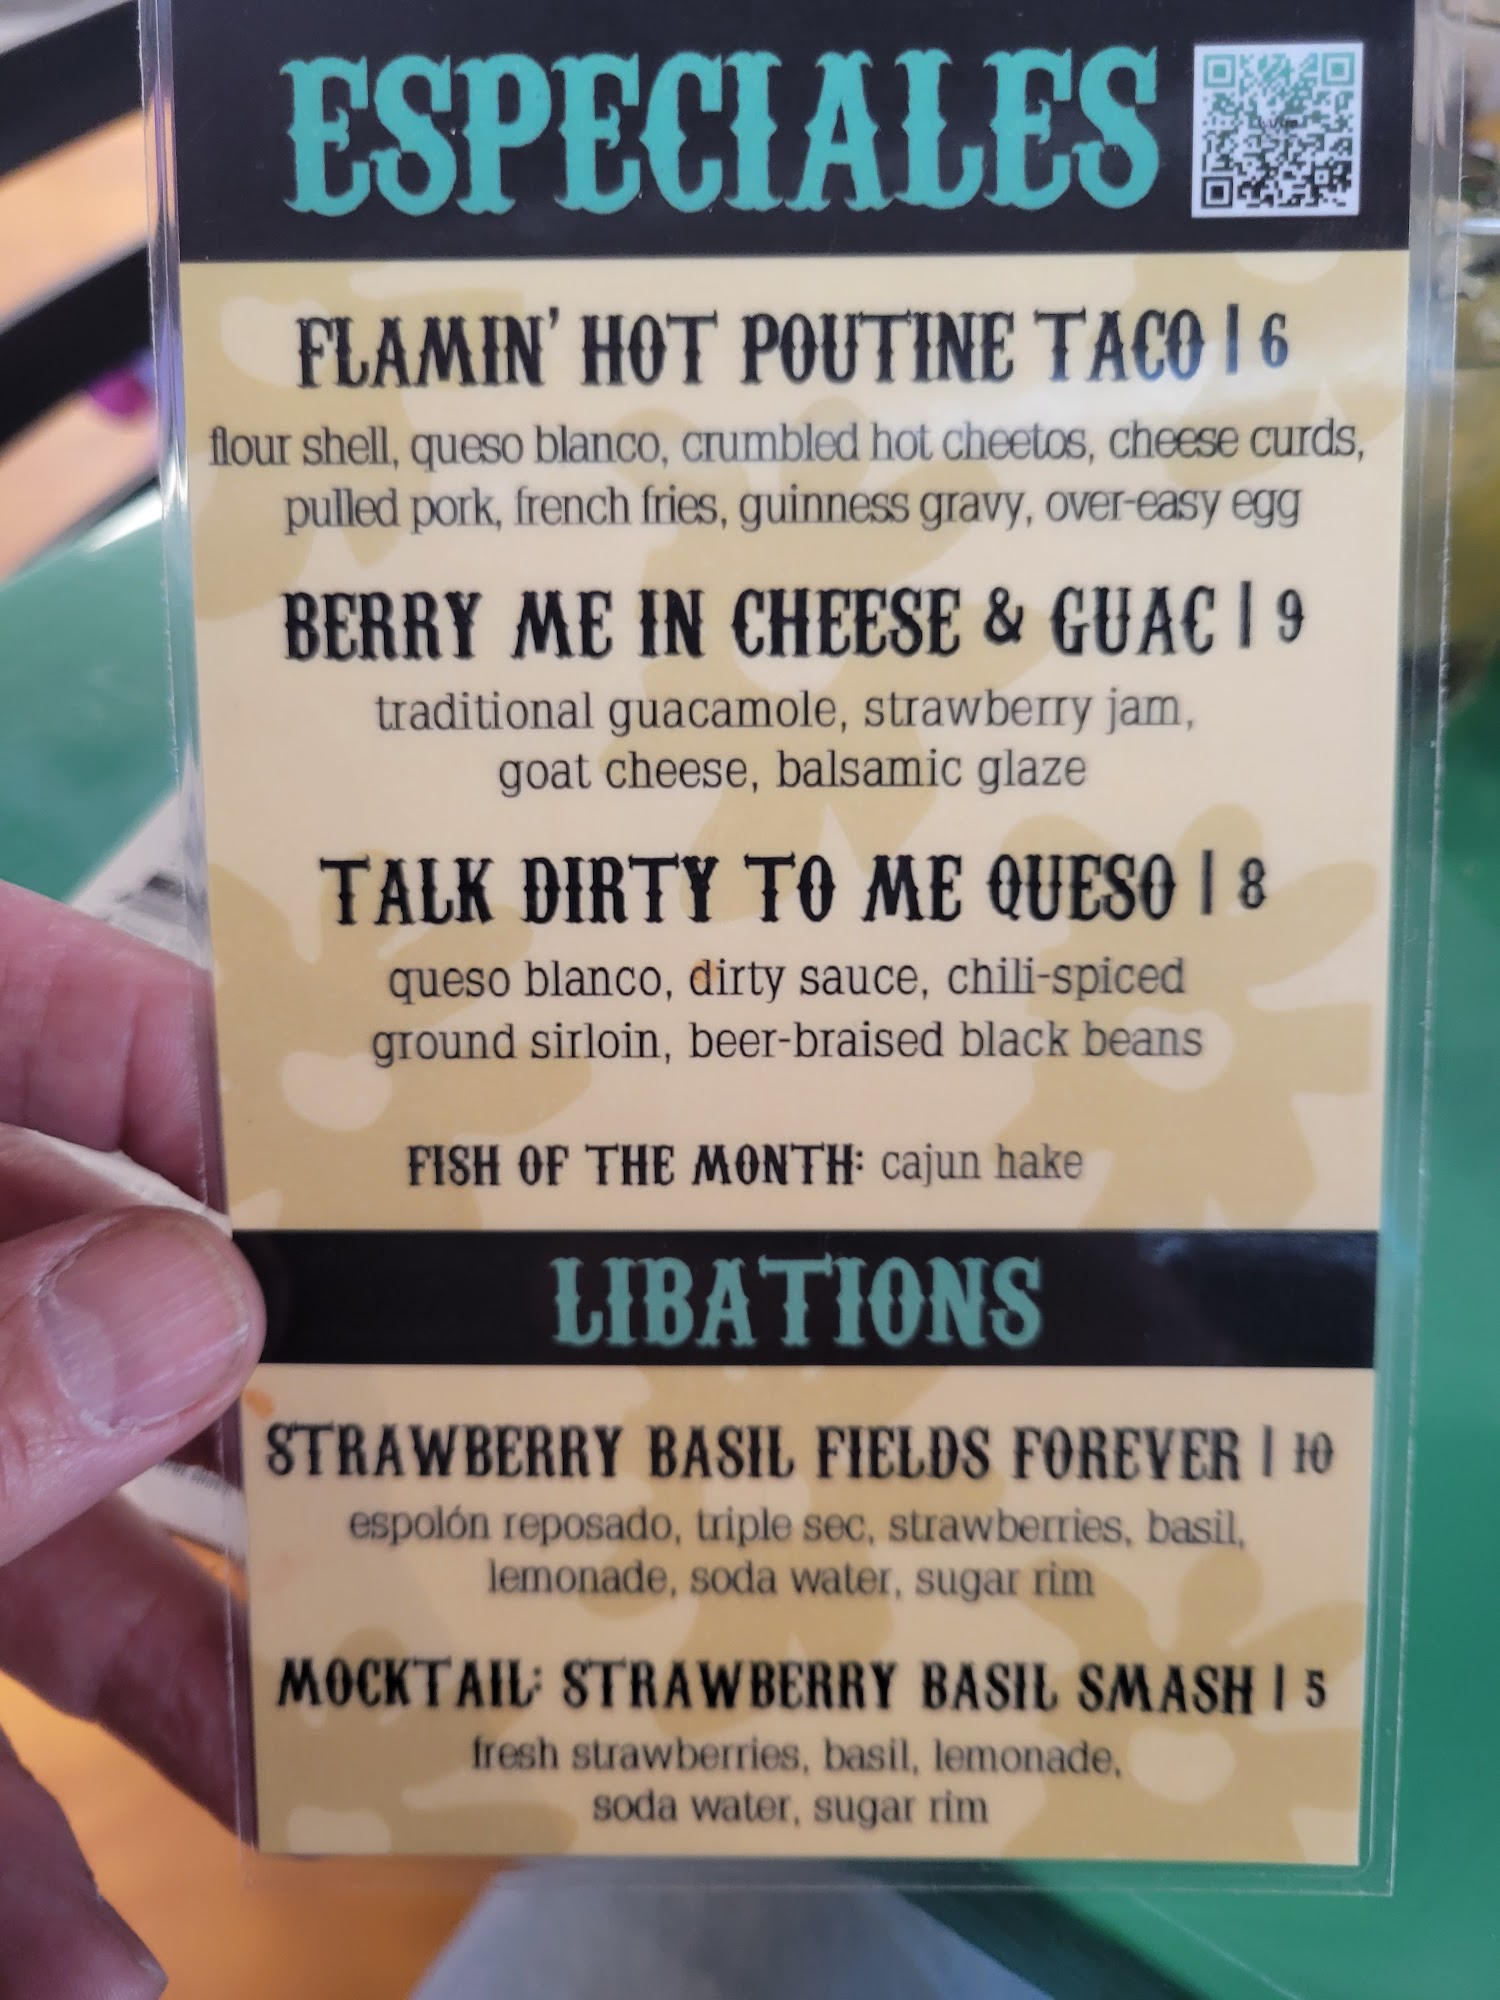 ESPECIALES
FLAMIN' HOT POUTINE TACO | 6
flour shell, queso blanco, crumbled hot cheetos, cheese curds,
pulled pork, french fries, guinness gravy, over-easy egg
BERRY ME IN CHEESE & GUAC | 9
traditional guacamole, strawberry jam,
goat cheese, balsamic glaze
TALK DIRTY TO ME QUESO | 8
queso blanco, dirty sauce, chili-spiced
ground sirloin, beer-braised black beans
FISH OF THE MONTH: cajun hake
LIBATIONS
STRAWBERRY BASIL FIELDS FOREVER | 10
espolón reposado, triple sec, strawberries, basil,
lemonade, soda water, sugar rim
MOCKTAIL: STRAWBERRY BASIL SMASH | 5
fresh strawberries, basil, lemonade,
soda water, sugar rim